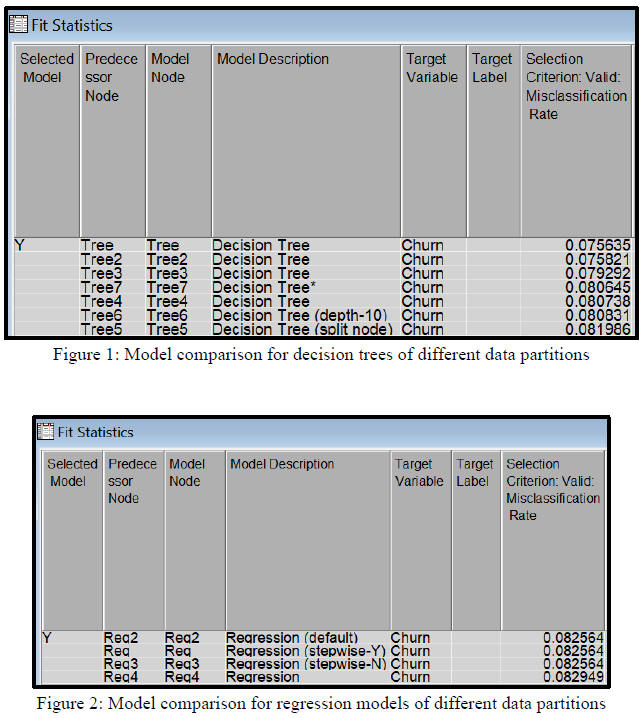 Fit Statistics
Selected Predece Model Model Description Target Target Selection
Model ssor Node Variable Label Criterion: Valid:
Node Misclassification
Rate
Y Tree Tree Decision Tree Churn 0.075635
Tree2 Tree2 Decision Tree Churn 0.075821
Tree3 Tree3 Decision Tree Churn 0.079292
Tree7 Tree7 Decision Tree* Churn 0.080645
Tree4 Tree4 Decision Tree Churn 0.080738
Tree6 Tree6 Decision Tree (depth-10) Churn 0.080831
Tree5 Tree5 Decision Tree (split node) Churn 0.081986
Figure 1: Model comparison for decision trees of different data partitions
Fit Statistics
Selected Predece Model Model Description Target Target Selection
Model ssor Node Variable Label Criterion: Valid:
Node Misclassification
Rate
Y Reg2 Reg2 Regression (default) Churn 0.082564
Reg Reg Regression (stepwise-Y) Churn 0.082564
Reg3 Reg3 Regression (stepwise-N) Churn 0.082564
Reg4 Reg4 Regression Churn 0.082949
Figure 2: Model comparison for regression models of different data partitions